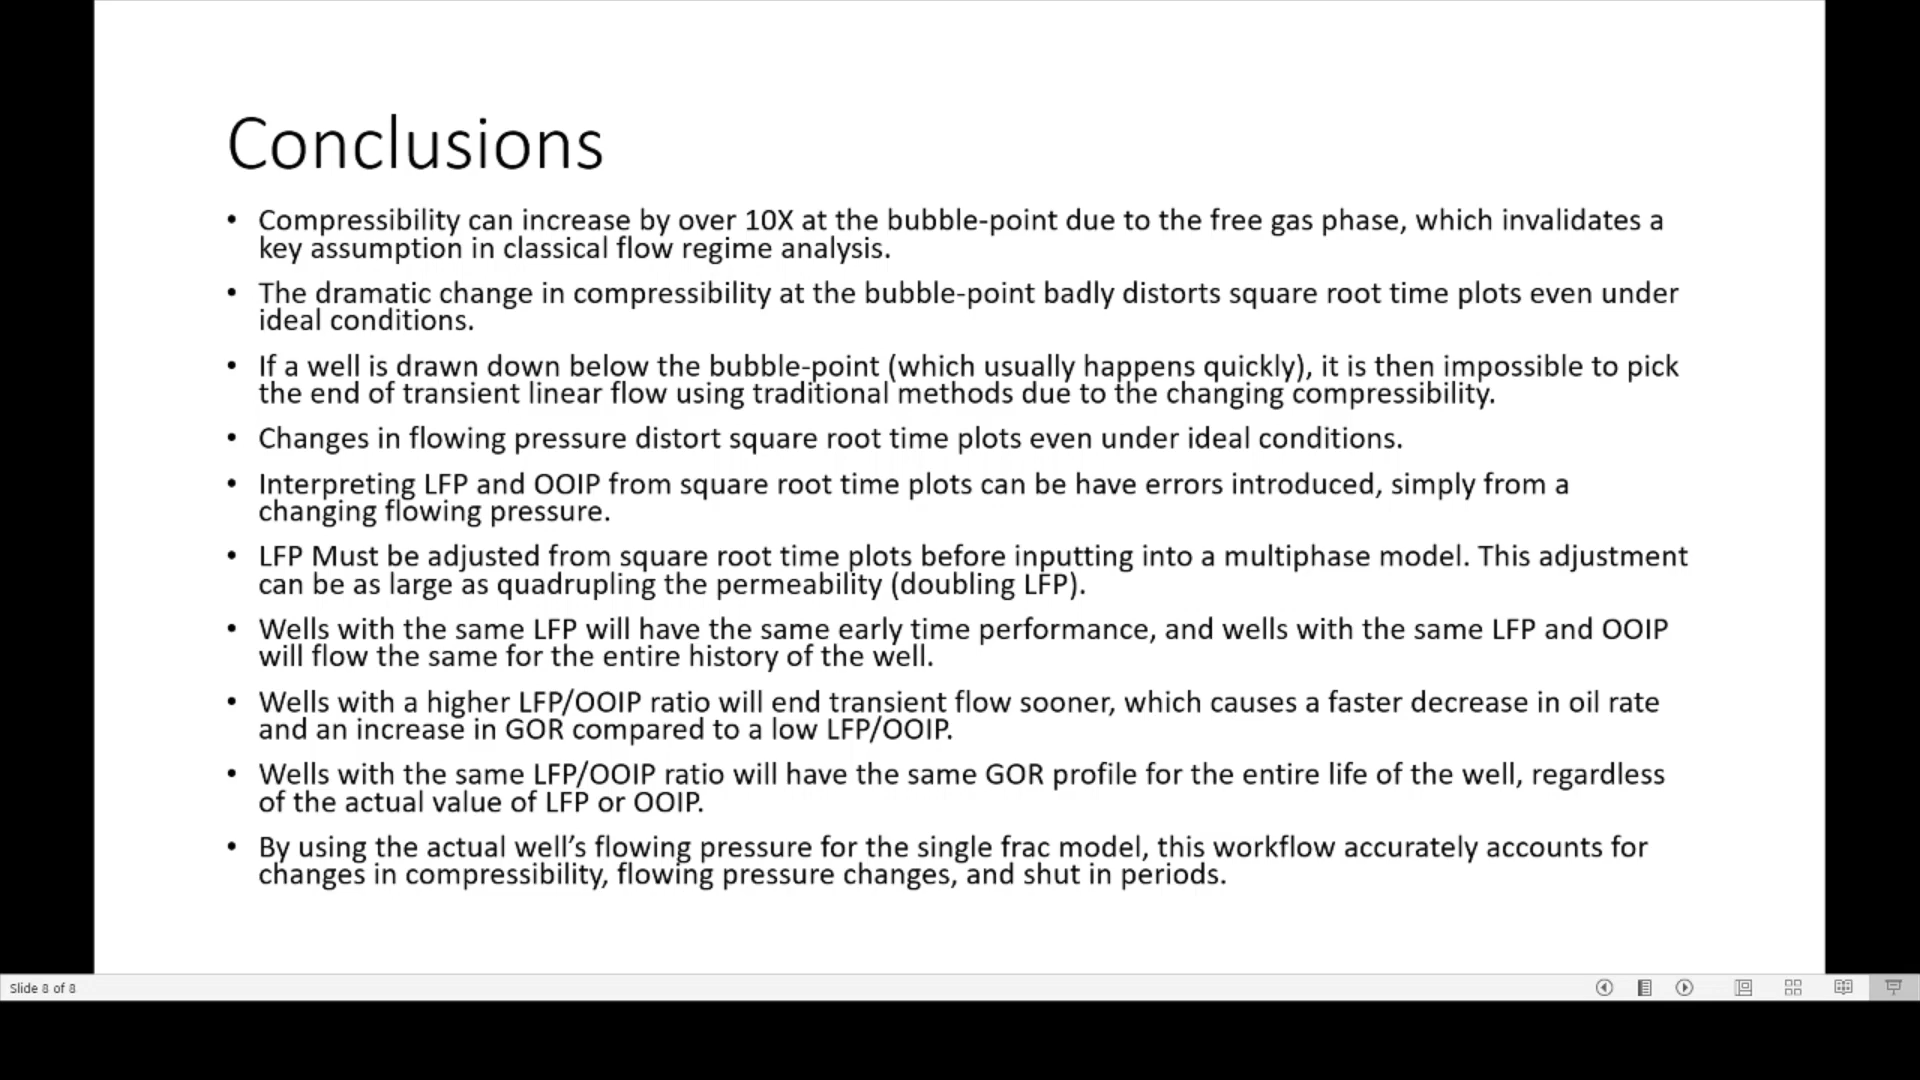 Conclusions
• Compressibility can increase by over 10X at the bubble-point due to the free gas phase, which invalidates a
key assumption in classical flow regime analysis.
• The dramatic change in compressibility at the bubble-point badly distorts square root time plots even under
ideal conditions.
• If a well is drawn down below the bubble-point (which usually happens quickly), it is then impossible to pick
the end of transient linear flow using traditional methods due to the changing compressibility.
• Changes in flowing pressure distort square root time plots even under ideal conditions.
• Interpreting LFP and OOIP from square root time plots can be have errors introduced, simply from a
changing flowing pressure.
• LFP Must be adjusted from square root time plots before inputting into a multiphase model. This adjustment
can be as large as quadrupling the permeability (doubling LFP).
• Wells with the same LFP will have the same early time performance, and wells with the same LFP and OOIP
will flow the same for the entire history of the well.
• Wells with a higher LFP/OOIP ratio will end transient flow sooner, which causes a faster decrease in oil rate
and an increase in GOR compared to a low LFP/OOIP.
• Wells with the same LFP/OOIP ratio will have the same GOR profile for the entire life of the well, regardless
of the actual value of LFP or OOIP.
• By using the actual well’s flowing pressure for the single frac model, this workflow accurately accounts for
changes in compressibility, flowing pressure changes, and shut in periods.
Slide 8 of 8